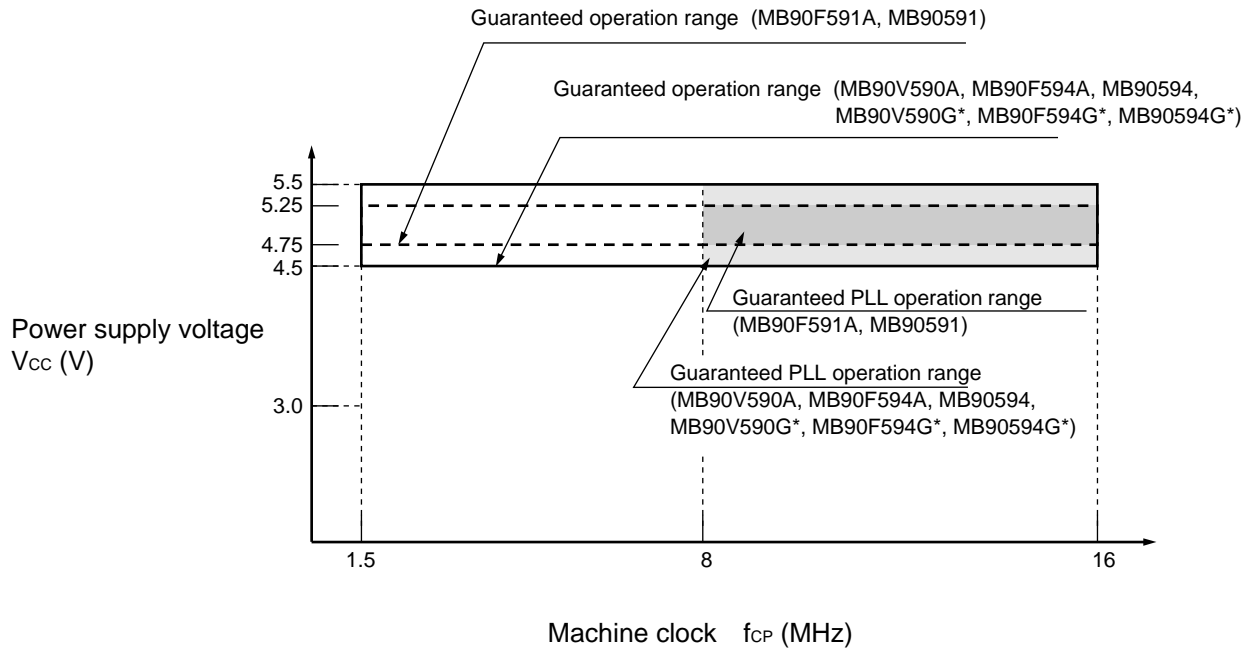 Guaranteed operation range (MB90F591A, MB90591)
Guaranteed operation range (MB90V590A, MB90F594A, MB90594,
MB90V590G*, MB90F594G*, MB90594G*)
5.5
5.25
4.75
4.5
Guaranteed PLL operation range
(MB90F591A, MB90591)
Power supply voltage
VCC (V)
Guaranteed PLL operation range
(MB90V590A, MB90F594A, MB90594,
MB90V590G*, MB90F594G*, MB90594G*)
3.0
1.5 8 16
Machine clock fCP (MHz)